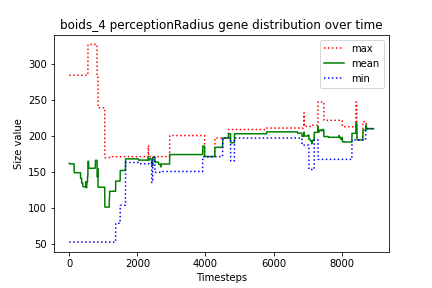 boids_4 perceptionRadius gene distribution over time
max
mean
min
Size value
300
250
200
150
100
50
0
2000
4000
6000
8000
Timesteps